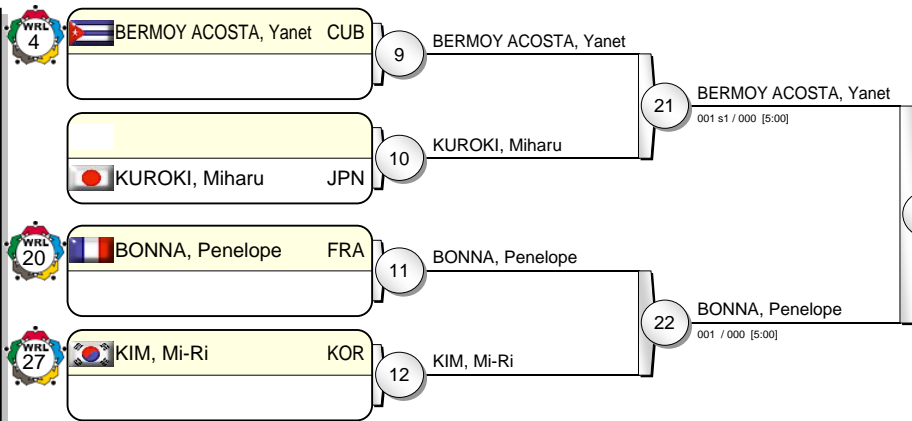 WRL
4
BERMOY ACOSTA, Yanet CUB
9
BERMOY ACOSTA, Yanet
21
BERMOY ACOSTA, Yanet
001 s1 / 000 [5:00]
10
KUROKI, Miharu
KUROKI, Miharu JPN
WRL
20
BONNA, Penelope FRA
11
BONNA, Penelope
22
BONNA, Penelope
001 / 000 [5:00]
WRL
27
KIM, Mi-Ri KOR
12
KIM, Mi-Ri